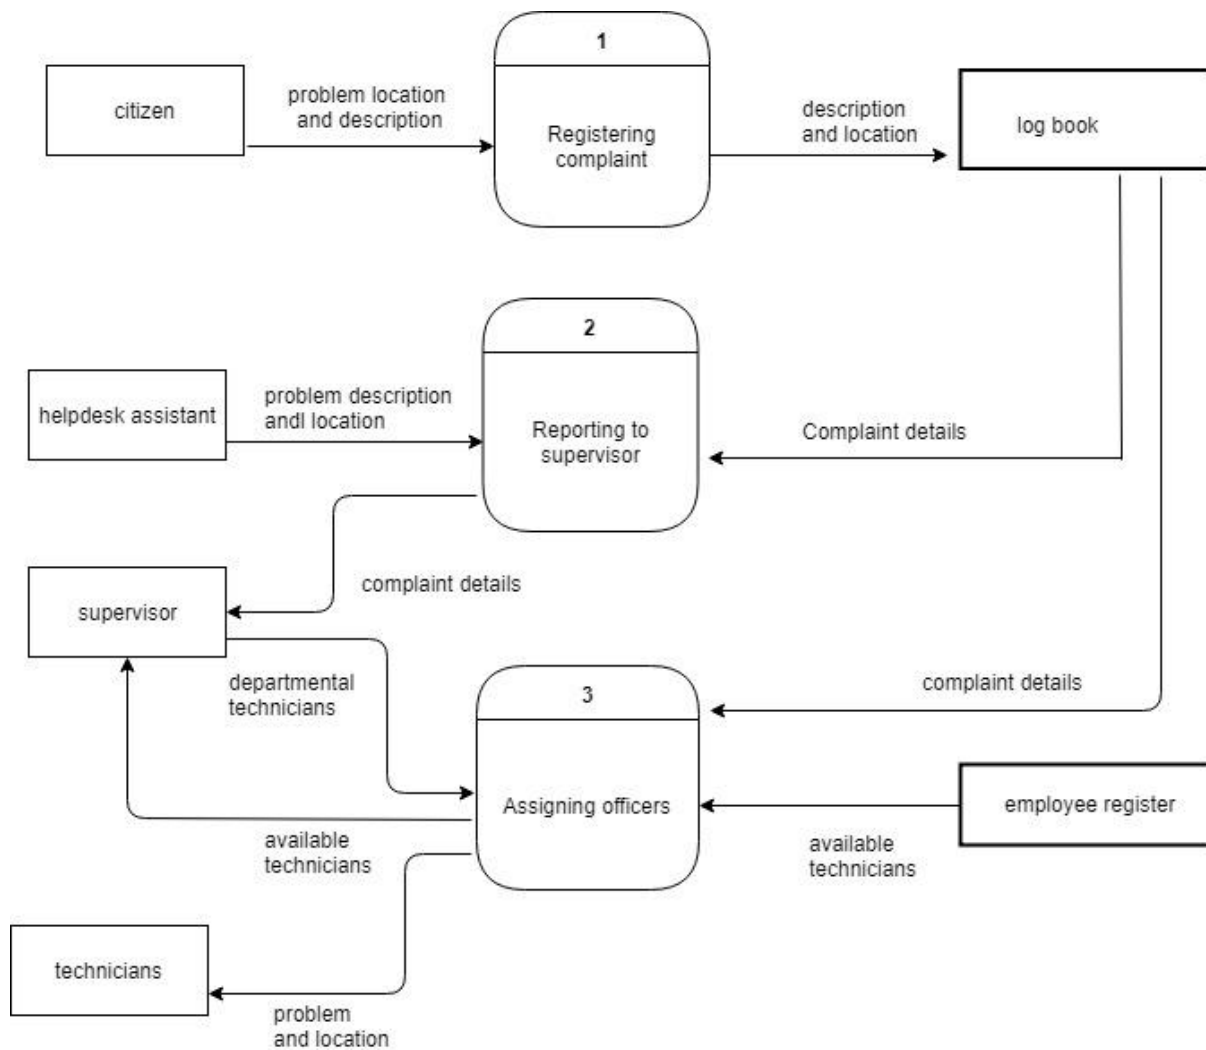 1
citizen
problem location
and description
Registering
complaint
description
and location
log book
2
helpdesk assistant
problem description
andl location
Reporting to
supervisor
Complaint details
complaint details
supervisor
departmental
technicians
3
complaint details
Assigning officers
employee register
available
technicians
available
technicians
technicians
problem
and location